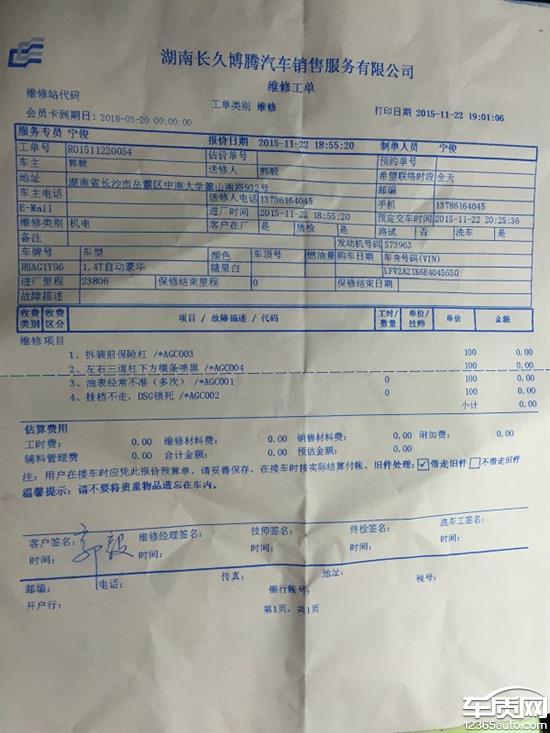 湖南长久博腾汽车销售服务有限公司
维修工单
维修站代码
工单类别 维修
打印日期 2015-11-22 19:01:06
会员卡到期日：2018-03-20 00:00:00
服务专员 宁俊 报价日期 2015-11-22 18:55:20 制单人员 宁俊
工单号 RO1511220054 估价单号 预约单号
车主 郭毅 送修人 郭毅 希望联络时段 全天
地址 湖南省长沙市岳麓区中南大学麓山南路932号 邮编
车主电话 送修人电话 13786164045 手机 13786164045
E-Mail 进厂时间 2015-11-22 18:55:20 预定交车时间 2015-11-22 20:25:36
维修类别 机电 客户在厂 是 质检 是 路试 否 洗车 是
备注 发动机号码 573963
车牌号 车型 颜色 车顶号 燃油量 购车日期 车身号码(VIN)
湘AG1Y96 1.4T自动豪华 糖果白 LFV2A21K6E4045650
进厂里程 23806 保修结束里程 0 保修结束日期
故障描述
收费类别 收费区分 项目 / 故障描述 / 代码 工时/数量 单位/技师 单价 金额
维修项目
1、拆装前保险杠 /*AGC003 100 0.00
2、左右三道杠下方横条喷黑 /*AGC004 100 0.00
3、油表经常不准（多次） /*AGC001 0 100 0.00
4、挂档不走，DSG锁死 /*AGC002 0 100 0.00
小计 0.00
估算费用
工时费： 0.00 维修材料费： 0.00 销售材料费： 0.00 附加费： 0.00
辅料管理费 0.00 合计金额： 0.00 预估金额： 0.00
注：用户在接车时应凭此报价预算单，请妥善保存，在接车时按实际结算付帐。旧件处理：☑带走旧件 □不带走旧件
温馨提示：请不要将贵重物品遗忘在车内。
客户签名： 郭毅 维修经理签名： 技师签名： 终检签名： 洗车工签名：
时间： 时间： 时间： 时间： 时间：
邮编： 电话： 传真： 地址： 税号：
开户行： 银行帐号：
第1页，共1页
车质网
12365auto.com